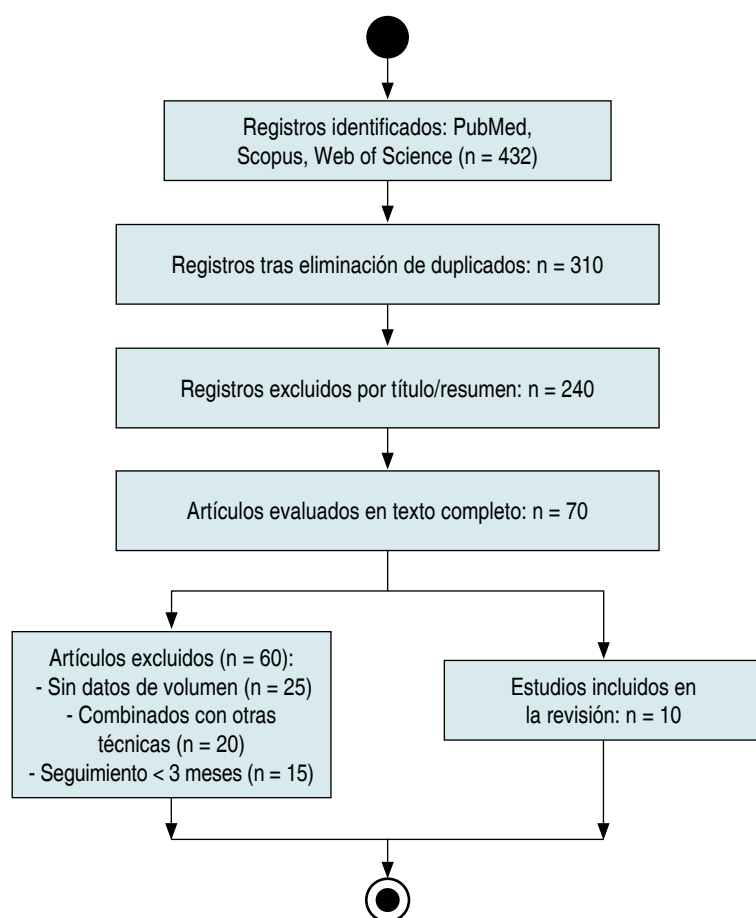 Registros identificados: PubMed,
Scopus, Web of Science (n = 432)
Registros tras eliminación de duplicados: n = 310
Registros excluidos por título/resumen: n = 240
Artículos evaluados en texto completo: n = 70
Artículos excluidos (n = 60):
- Sin datos de volumen (n = 25)
- Combinados con otras
técnicas (n = 20)
- Seguimiento < 3 meses (n = 15)
Estudios incluidos en
la revisión: n = 10